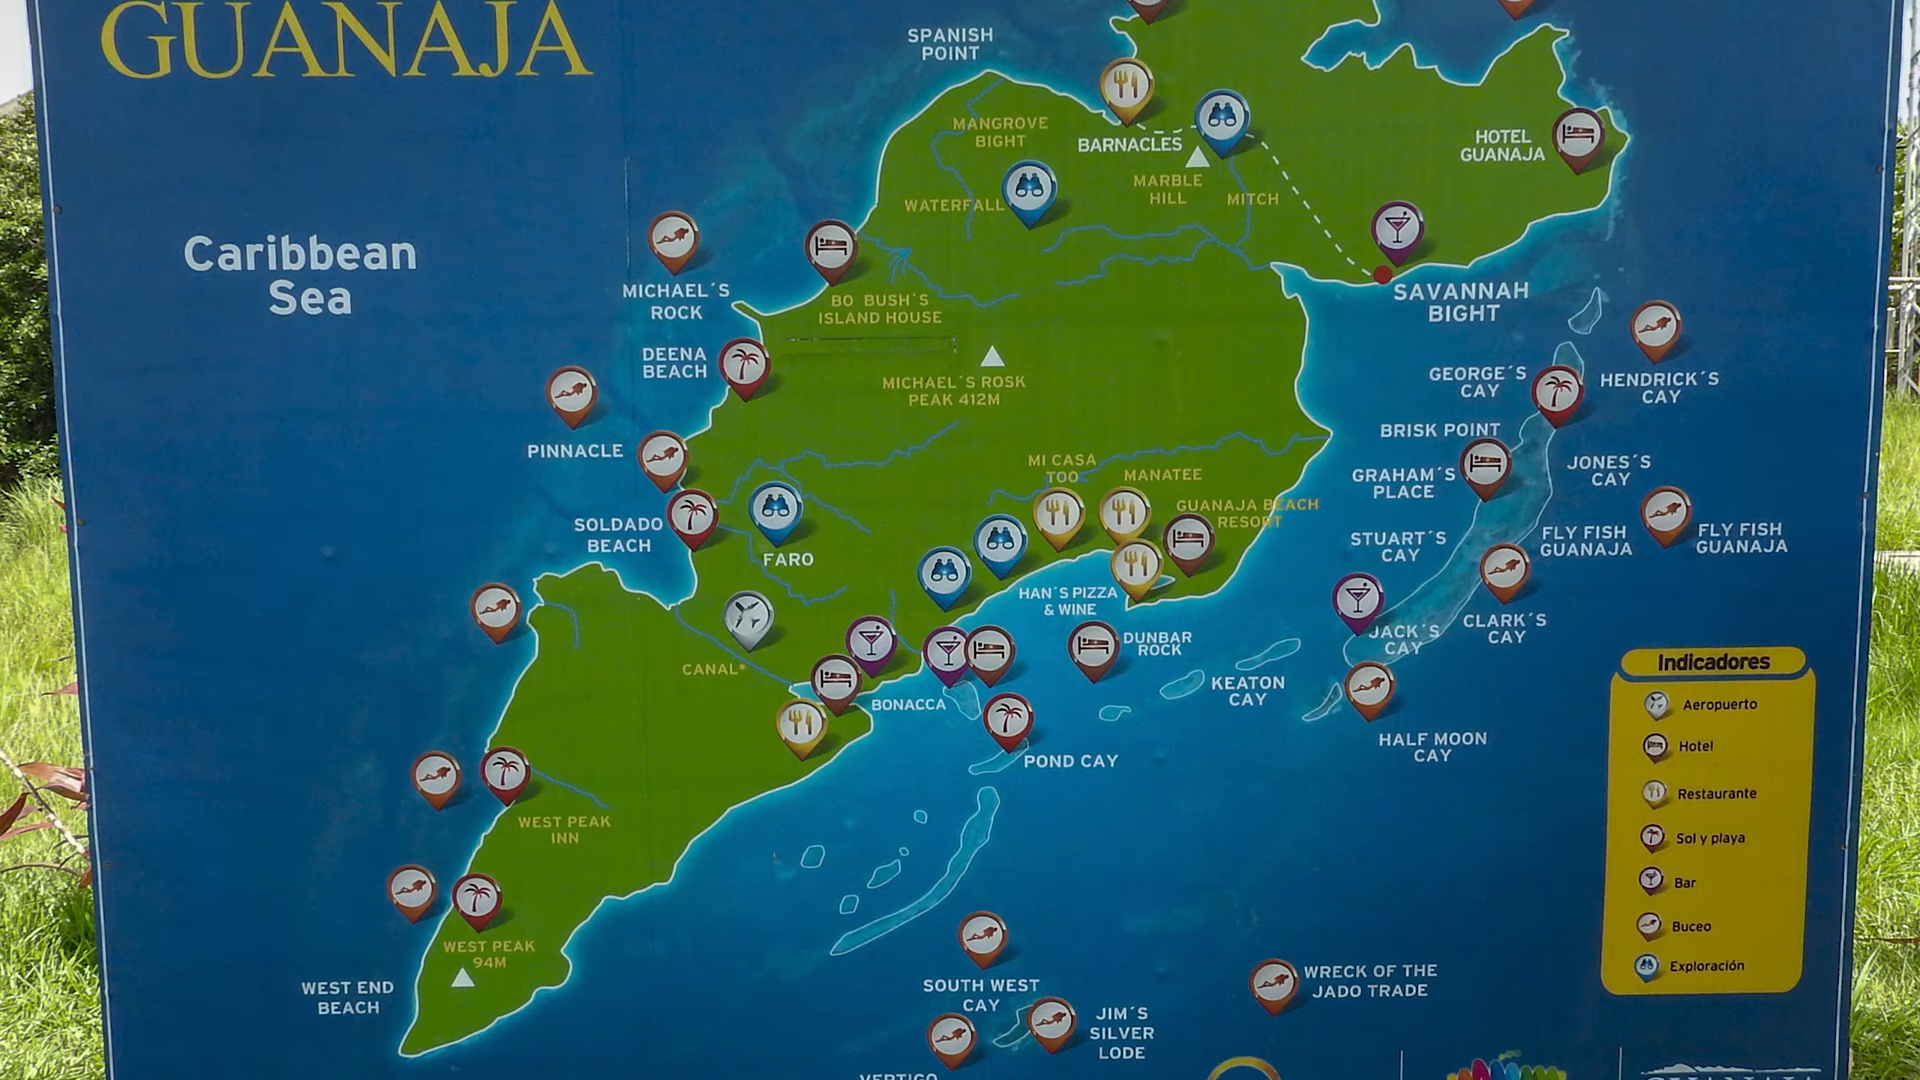 GUANAJA
SPANISH
POINT
MANGROVE
BIGHT
BARNACLES
HOTEL
GUANAJA
MARBLE
HILL
MITCH
WATERFALL
Caribbean
Sea
MICHAEL´S
ROCK
BO BUSH´S
ISLAND HOUSE
SAVANNAH
BIGHT
DEENA
BEACH
MICHAEL´S ROSK
PEAK 412M
GEORGE´S
CAY
HENDRICK´S
CAY
BRISK POINT
PINNACLE
MI CASA
TOO
MANATEE
GRAHAM´S
PLACE
JONES´S
CAY
GUANAJA BEACH
RESORT
SOLDADO
BEACH
FARO
STUART´S
CAY
FLY FISH
GUANAJA
FLY FISH
GUANAJA
HAN´S PIZZA
& WINE
DUNBAR
ROCK
JACK´S
CAY
CLARK´S
CAY
CANAL*
BONACCA
KEATON
CAY
HALF MOON
CAY
POND CAY
WEST PEAK
INN
WEST PEAK
94M
WEST END
BEACH
SOUTH WEST
CAY
WRECK OF THE
JADO TRADE
JIM´S
SILVER
LODE
VERTIGO
Indicadores
Aeropuerto
Hotel
Restaurante
Sol y playa
Bar
Buceo
Exploración
GUANAJA